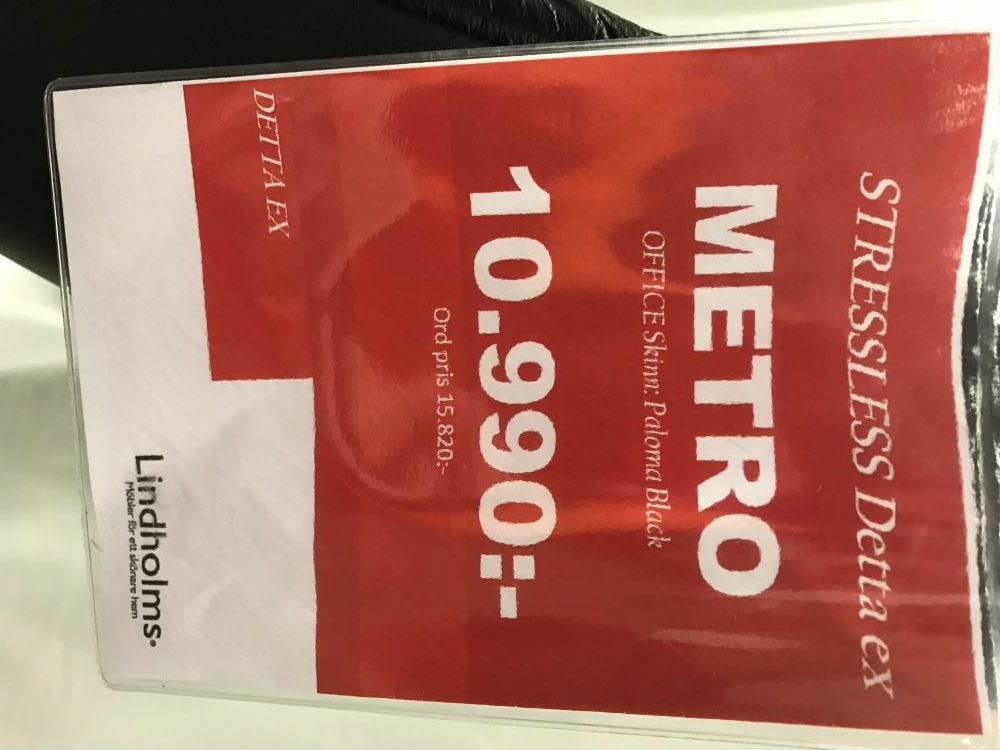 STRESSLESS Detta eX
METRO
OFFICE Skinn: Paloma Black
10.990:-
Ord pris 15.820:-
DETTA EX
Lindholms
Möbler för ett skönare hem